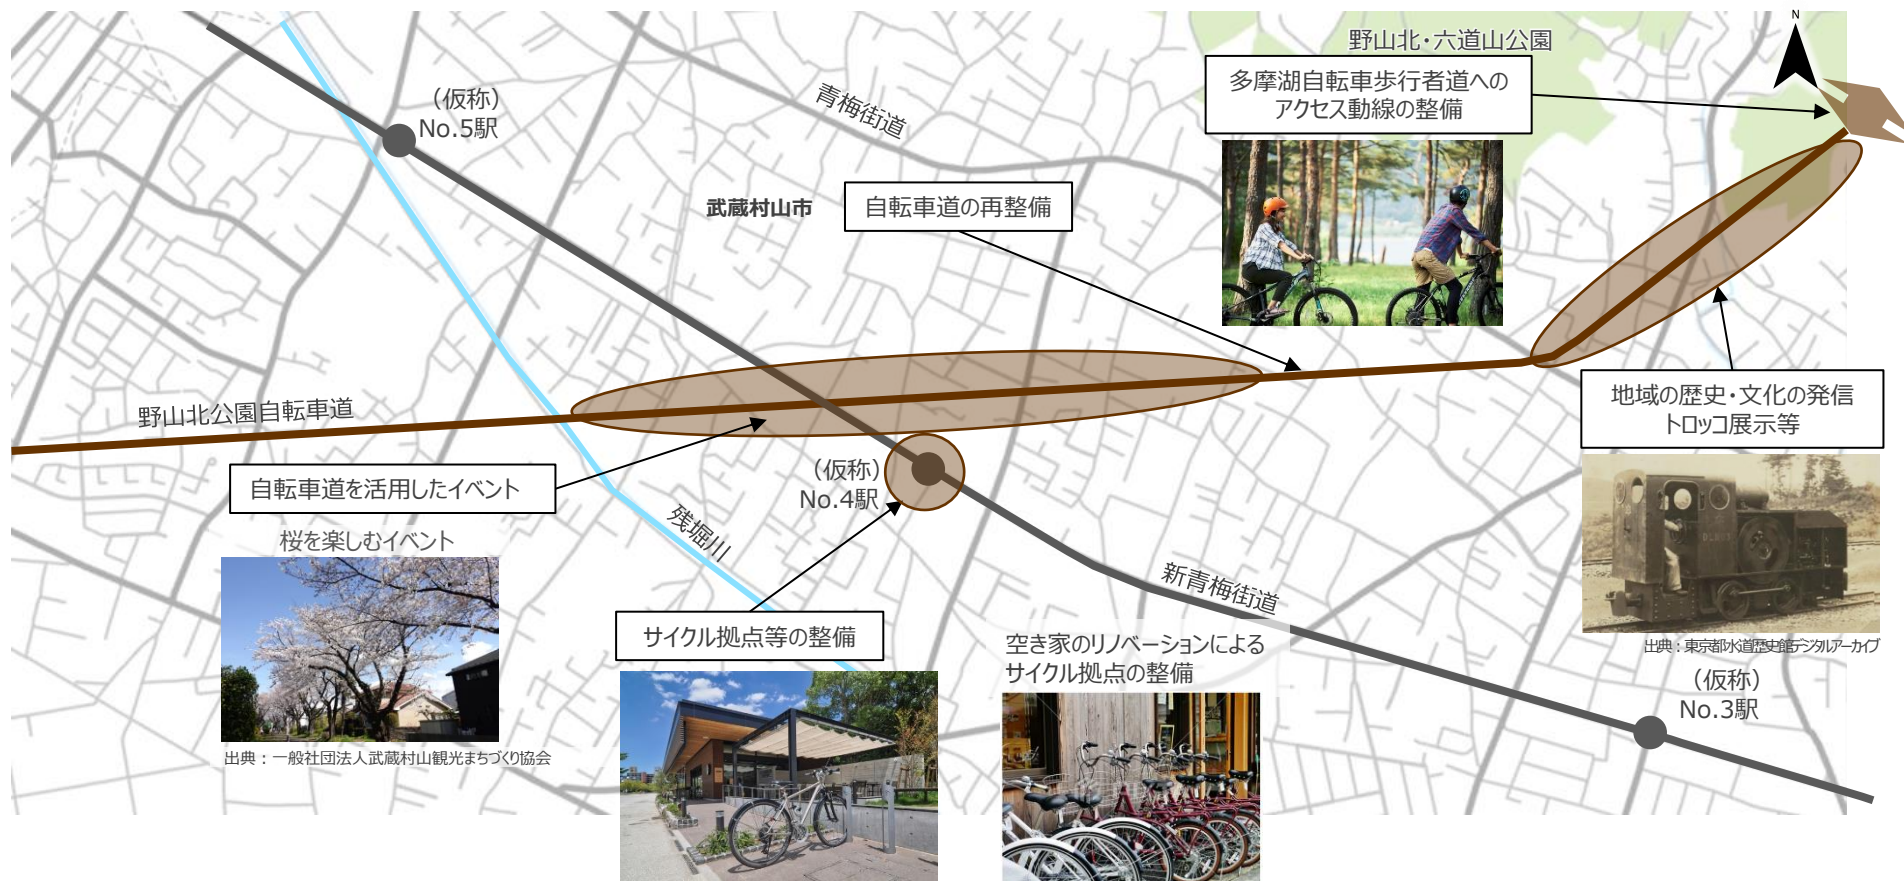 N
野山北・六道山公園
多摩湖自転車歩行者道への
アクセス動線の整備
（仮称）
No.5駅
青梅街道
武蔵村山市
自転車道の再整備
野山北公園自転車道
地域の歴史・文化の発信
トロッコ展示等
自転車道を活用したイベント
（仮称）
No.4駅
桜を楽しむイベント
残堀川
新青梅街道
サイクル拠点等の整備
空き家のリノベーションによる
サイクル拠点の整備
出典：東京都水道歴史館デジタルアーカイブ
（仮称）
No.3駅
出典：一般社団法人武蔵村山観光まちづくり協会